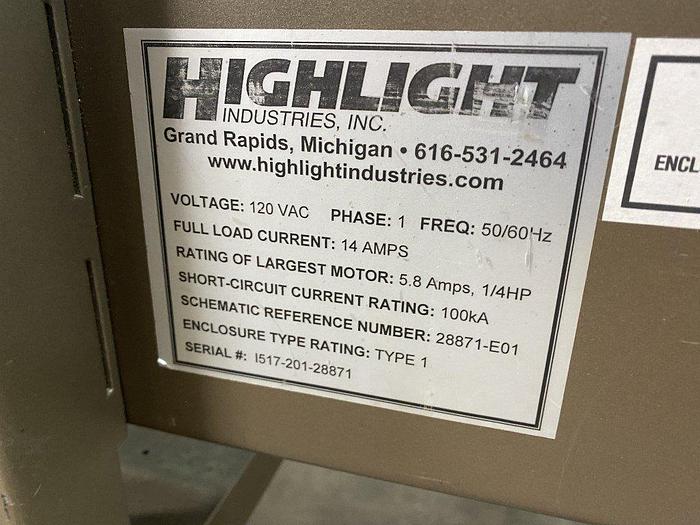 HIGHLIGHT
INDUSTRIES, INC.
Grand Rapids, Michigan • 616-531-2464
www.highlightindustries.com
VOLTAGE: 120 VAC PHASE: 1 FREQ: 50/60Hz
FULL LOAD CURRENT: 14 AMPS
RATING OF LARGEST MOTOR: 5.8 Amps, 1/4HP
SHORT-CIRCUIT CURRENT RATING: 100kA
SCHEMATIC REFERENCE NUMBER: 28871-E01
ENCLOSURE TYPE RATING: TYPE 1
SERIAL #: I517-201-28871
ENCL